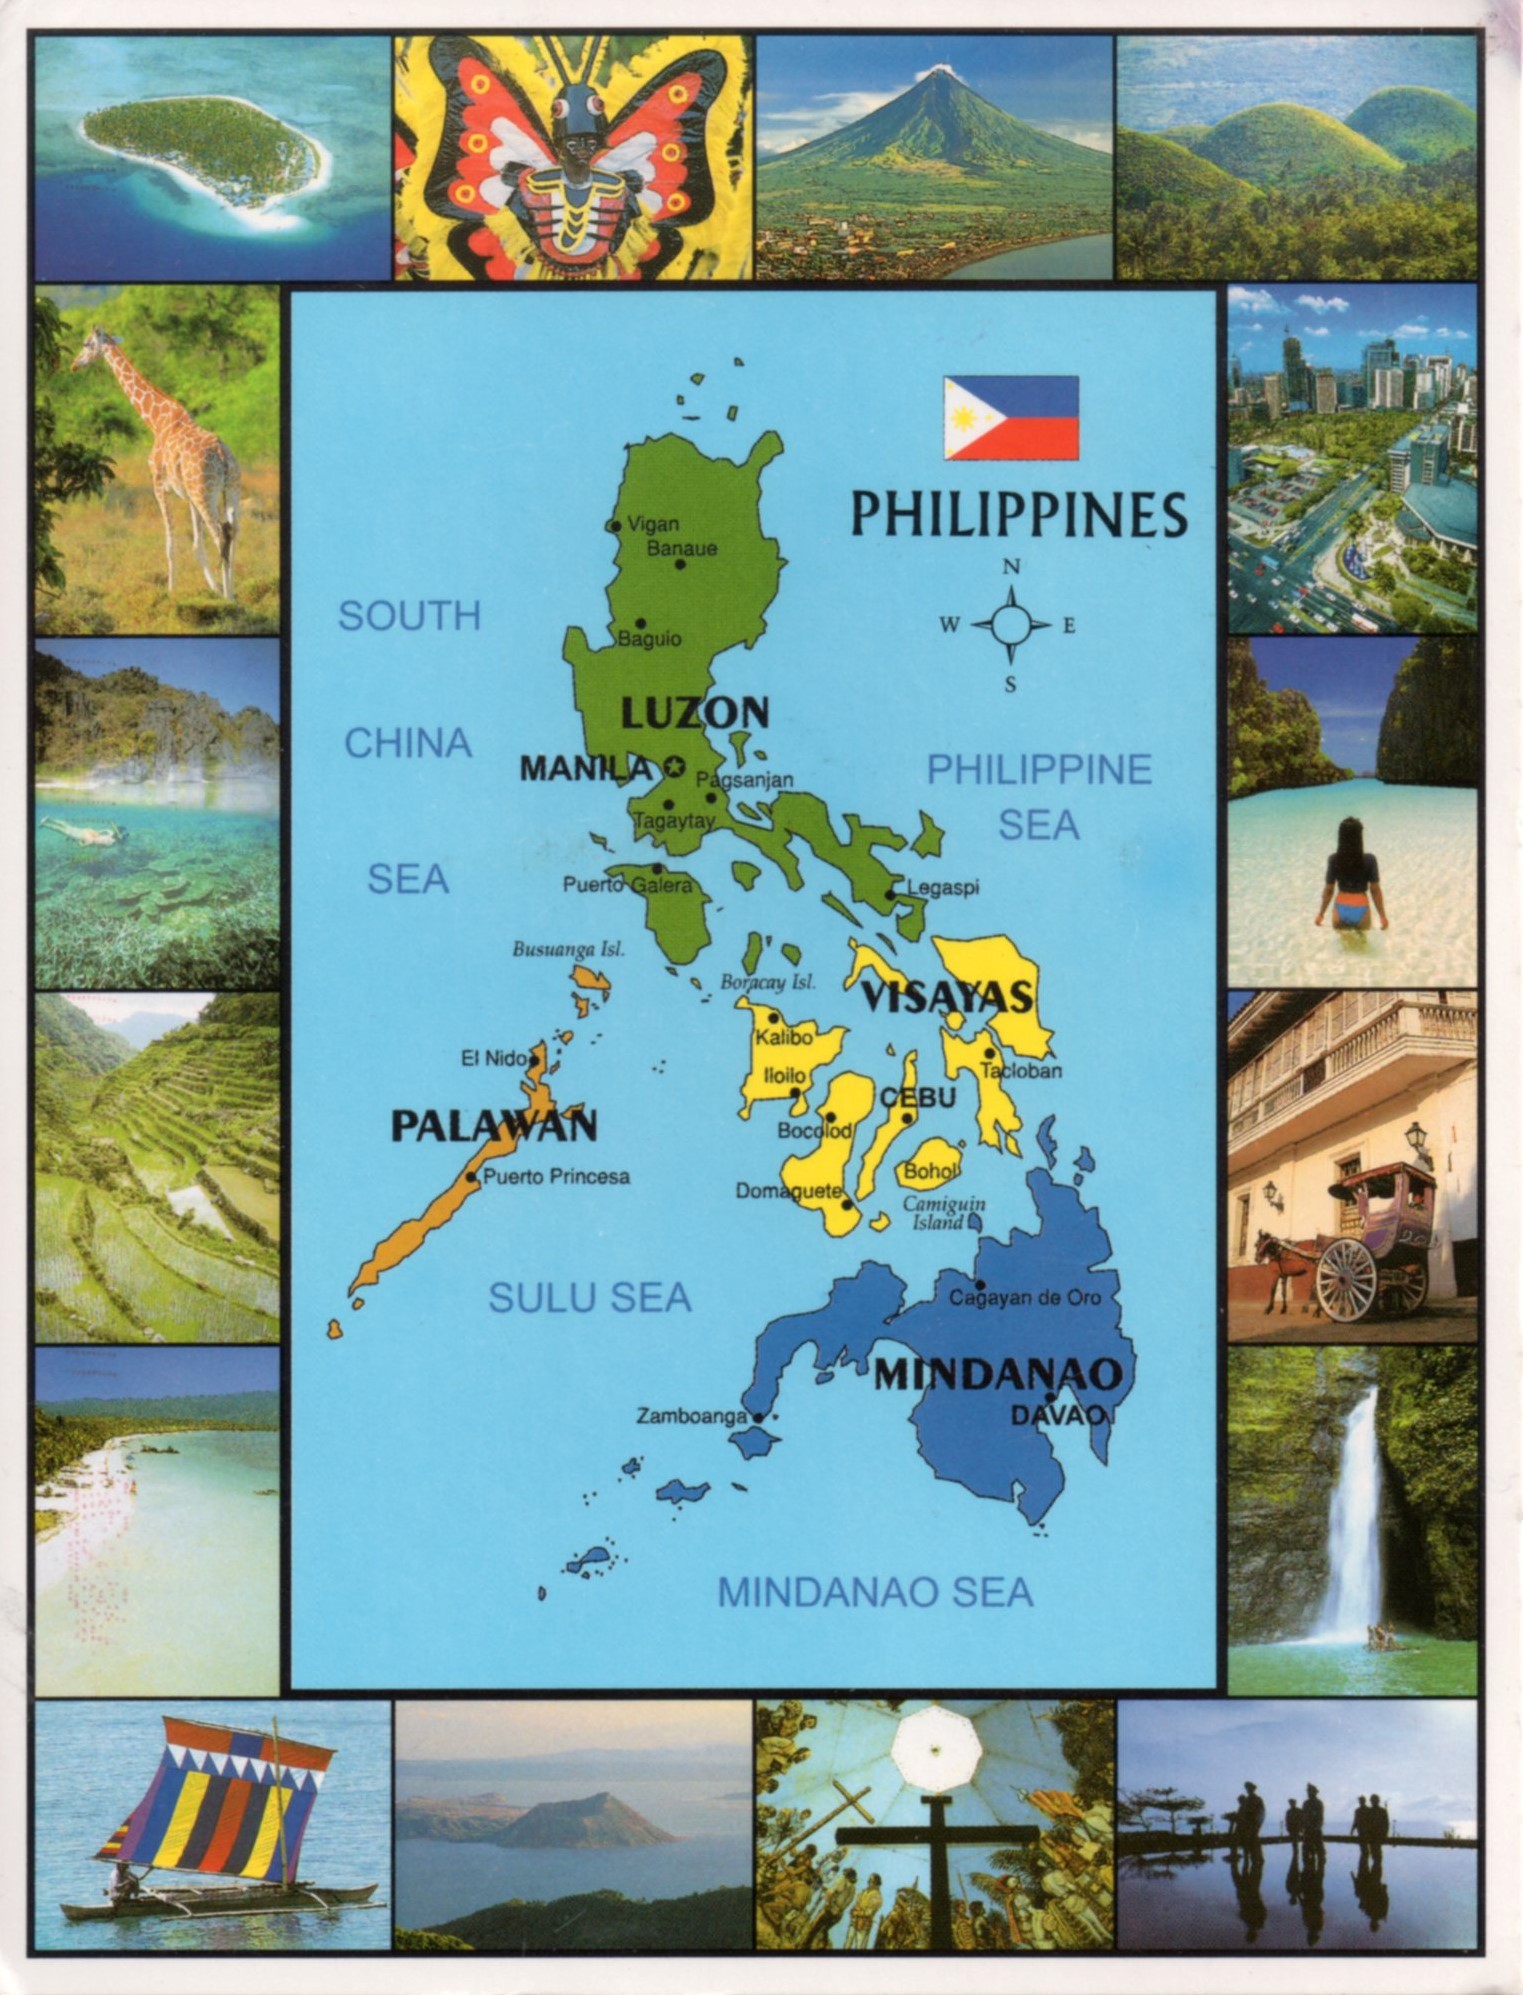 PHILIPPINES
N
W E
S
Vigan
Banaue
Baguio
SOUTH
CHINA
SEA
LUZON
MANILA
Pagsanjan
Tagaytay
PHILIPPINE
SEA
Puerto Galera
Legaspi
Busuanga Isl.
Boracay Isl.
VISAYAS
Kalibo
Iloilo
Tacloban
El Nido
CEBU
PALAWAN
Bocolod
Puerto Princesa
Bohol
Domaguete
Camiguin
Island
SULU SEA
Cagayan de Oro
MINDANAO
DAVAO
Zamboanga
MINDANAO SEA